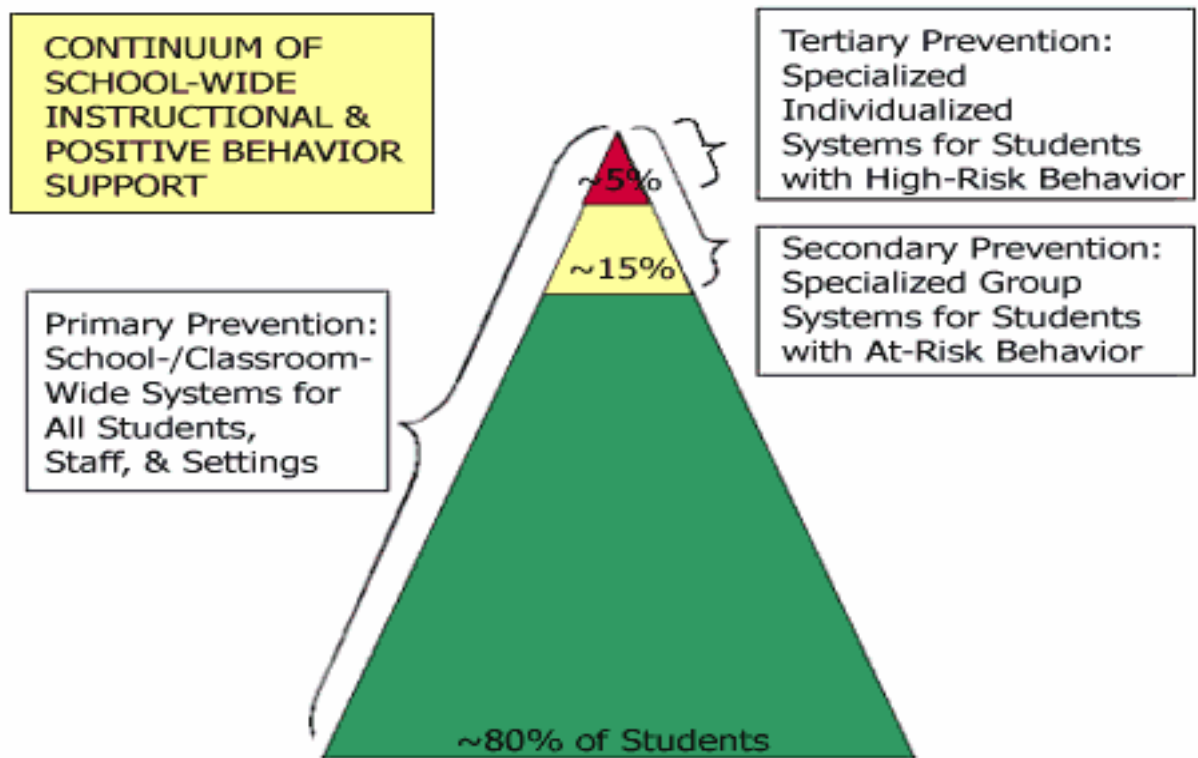 CONTINUUM OF
SCHOOL-WIDE
INSTRUCTIONAL &
POSITIVE BEHAVIOR
SUPPORT
Tertiary Prevention:
Specialized
Individualized
Systems for Students
with High-Risk Behavior
~5%
~15%
Secondary Prevention:
Specialized Group
Systems for Students
with At-Risk Behavior
Primary Prevention:
School-/Classroom-
Wide Systems for
All Students,
Staff, & Settings
~80% of Students